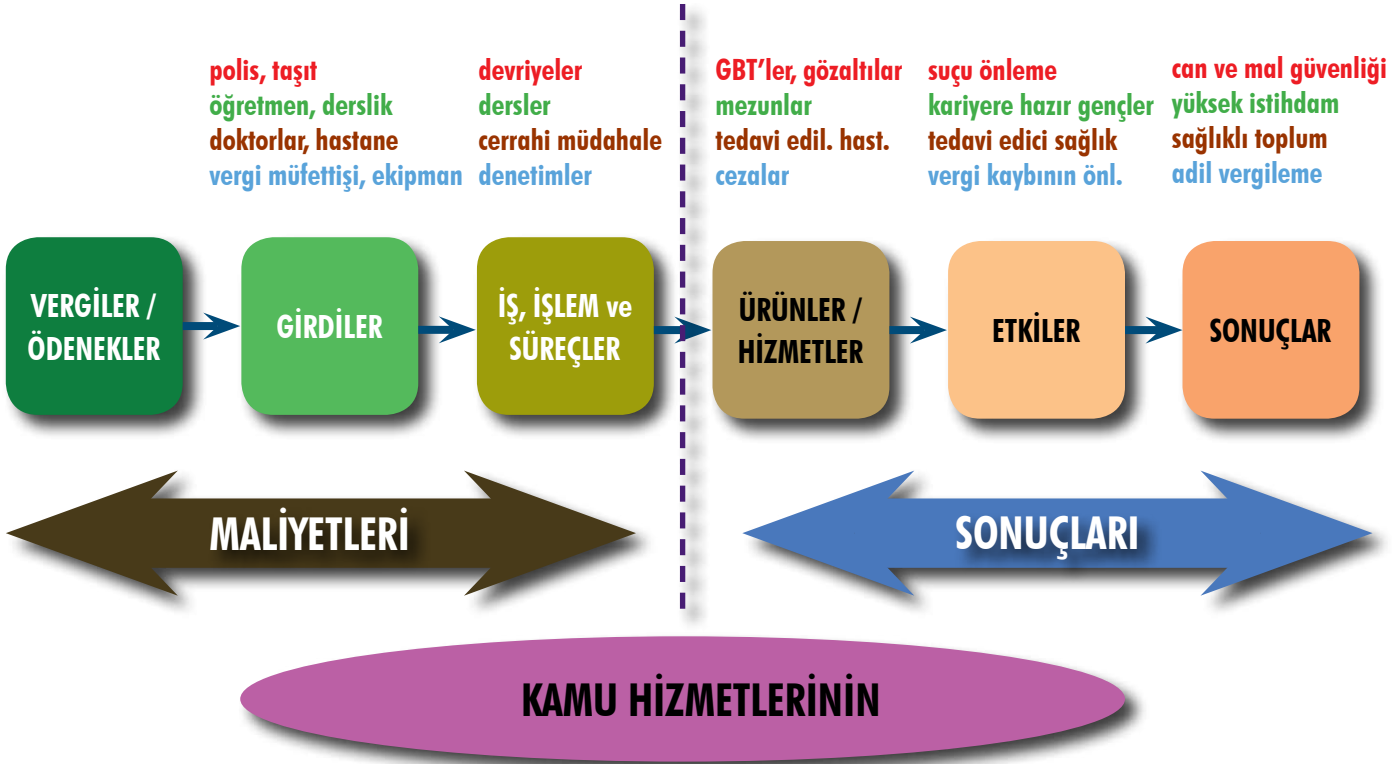 polis, taşıt
öğretmen, derslik
doktorlar, hastane
vergi müfettişi, ekipman
devriyeler
dersler
cerrahi müdahale
denetimler
GBT’ler, gözaltılar
mezunlar
tedavi edil. hast.
cezalar
suçu önleme
kariyere hazır gençler
tedavi edici sağlık
vergi kaybının önl.
can ve mal güvenliği
yüksek istihdam
sağlıklı toplum
adil vergileme
VERGİLER /
ÖDENEKLER
GİRDİLER
İŞ, İŞLEM ve
SÜREÇLER
ÜRÜNLER /
HİZMETLER
ETKİLER
SONUÇLAR
MALİYETLERİ
SONUÇLARI
KAMU HİZMETLERİNİN